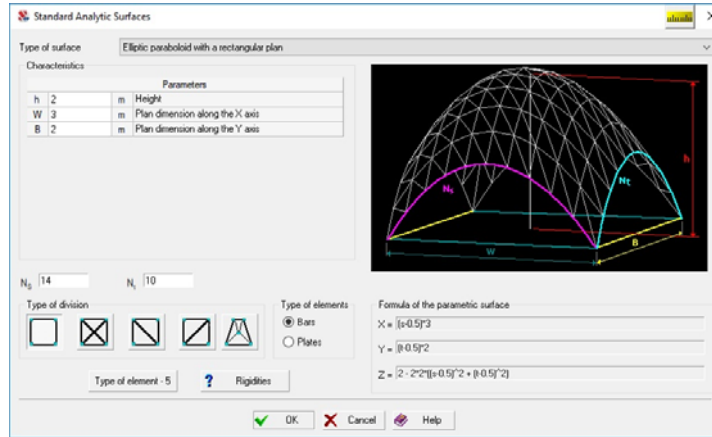 Standard Analytic Surfaces
Type of surface Elliptic paraboloid with a rectangular plan
Characteristics
Parameters
h 2 m Height
W 3 m Plan dimension along the X axis
B 2 m Plan dimension along the Y axis
h
Ns
Nt
W
B
Ns 14 Nt 10
Type of division
Type of elements
Bars
Plates
Formula of the parametric surface
X = (s-0.5)*3
Y = (t-0.5)*2
Z = 2 - 2*2*((s-0.5)^2 + (t-0.5)^2)
Type of element - 5 ? Rigidities
OK Cancel Help